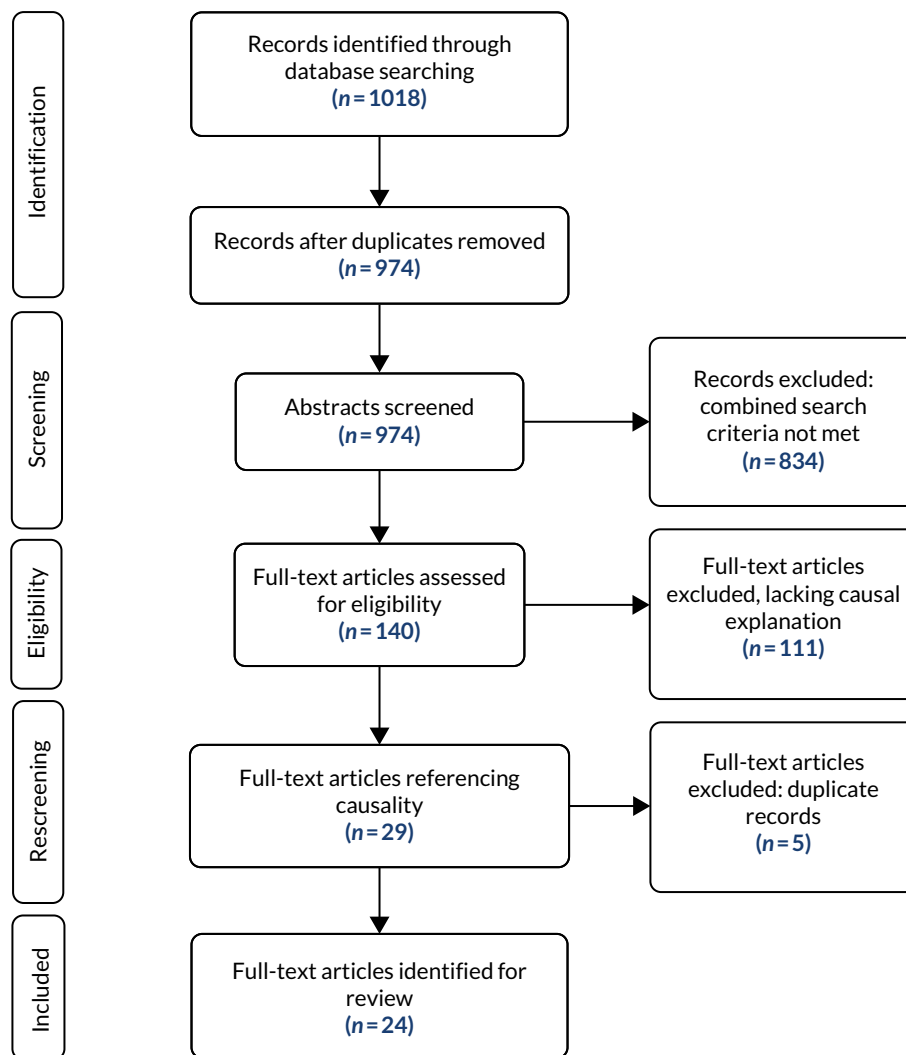 Identification
Records identified through
database searching
(n=1018)
Records after duplicates removed
(n=974)
Screening
Abstracts screened
(n=974)
Records excluded:
combined search
criteria not met
(n=834)
Eligibility
Full-text articles assessed
for eligibility
(n=140)
Full-text articles
excluded, lacking causal
explanation
(n=111)
Rescreening
Full-text articles referencing
causality
(n=29)
Full-text articles
excluded: duplicate
records
(n=5)
Included
Full-text articles identified for
review
(n=24)